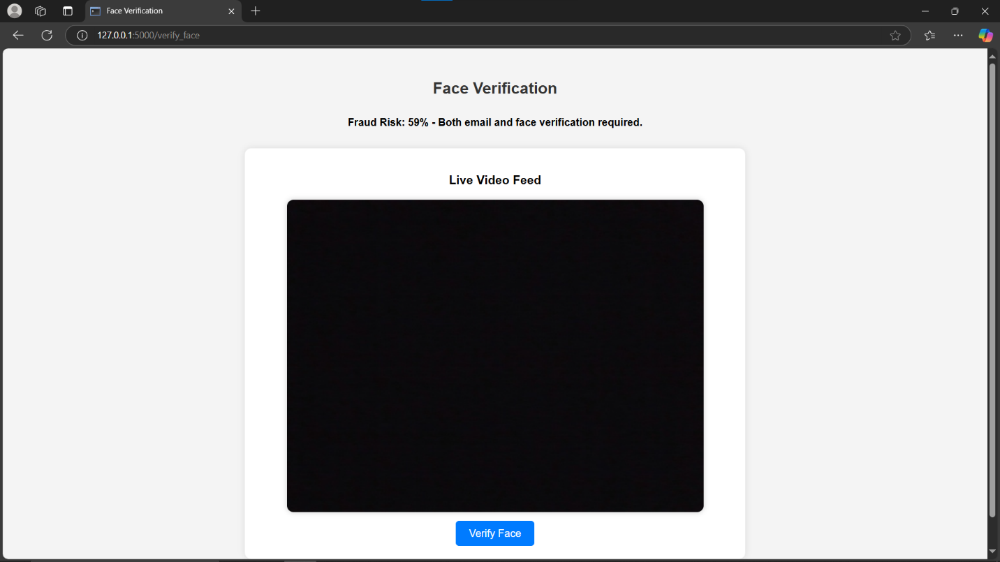 Face Verification
127.0.0.1:5000/verify_face
Face Verification
Fraud Risk: 59% - Both email and face verification required.
Live Video Feed
Verify Face